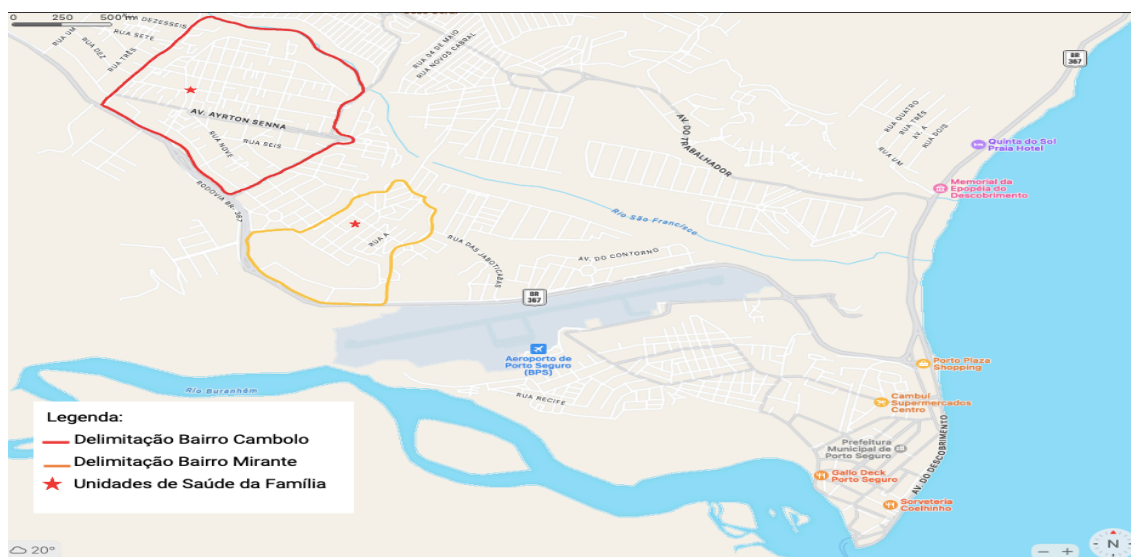 0 250 500 m
RUA DEZESSEIS
RUA SETE
RUA UM
RUA DEZ
RUA TRÊS
RUA 24 DE MAIO
RUA NOVOS CABRAL
BR
367
AV. AYRTON SENNA
RUA SEIS
RUA NOVE
RODOVIA BR-367
AV. DO TRABALHADOR
RUA QUATRO
RUA TRÊS
AV. A
RUA DOIS
RUA UM
Quinta do Sol
Praia Hotel
Memorial da
Epopéia do
Descobrimento
Rio São Francisco
RUA A
RUA DAS JABOTICABAS
AV. DO CONTORNO
BR
367
Aeroporto de
Porto Seguro
(BPS)
Porto Plaza
Shopping
Rio Buranhém
RUA RECIFE
Cambuí
Supermercados
Centro
Prefeitura
Municipal de
Porto Seguro
AV. DO DESCOBRIMENTO
Gallo Deck
Porto Seguro
Sorveteria
Coelhinho
Legenda:
Delimitação Bairro Cambolo
Delimitação Bairro Mirante
Unidades de Saúde da Família
20°
− +
N